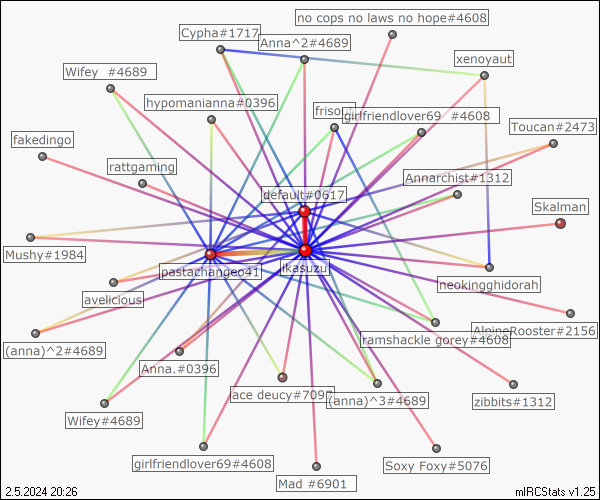 no cops no laws no hope#4608
Cypha#1717
Anna^2#4689
xenoyaut
Wifey  #4689
hypomanianna#0396
girlfriendlover69  #4608
Toucan#2473
fakedingo
rattgaming
Annarchist#1312
default#0617
Skalman
Mushy#1984
pastachangeo41
ikasuzu
neokingghidorah
avelicious
AlpineRooster#2156
ramshackle gorey#4608
(anna)^2#4689
Anna.#0396
ace deucy#7097
(anna)^3#4689
zibbits#1312
Wifey#4689
girlfriendlover69#4608
Soxy Foxy#5076
Mad #6901
2.5.2024 20:26
mIRCStats v1.25